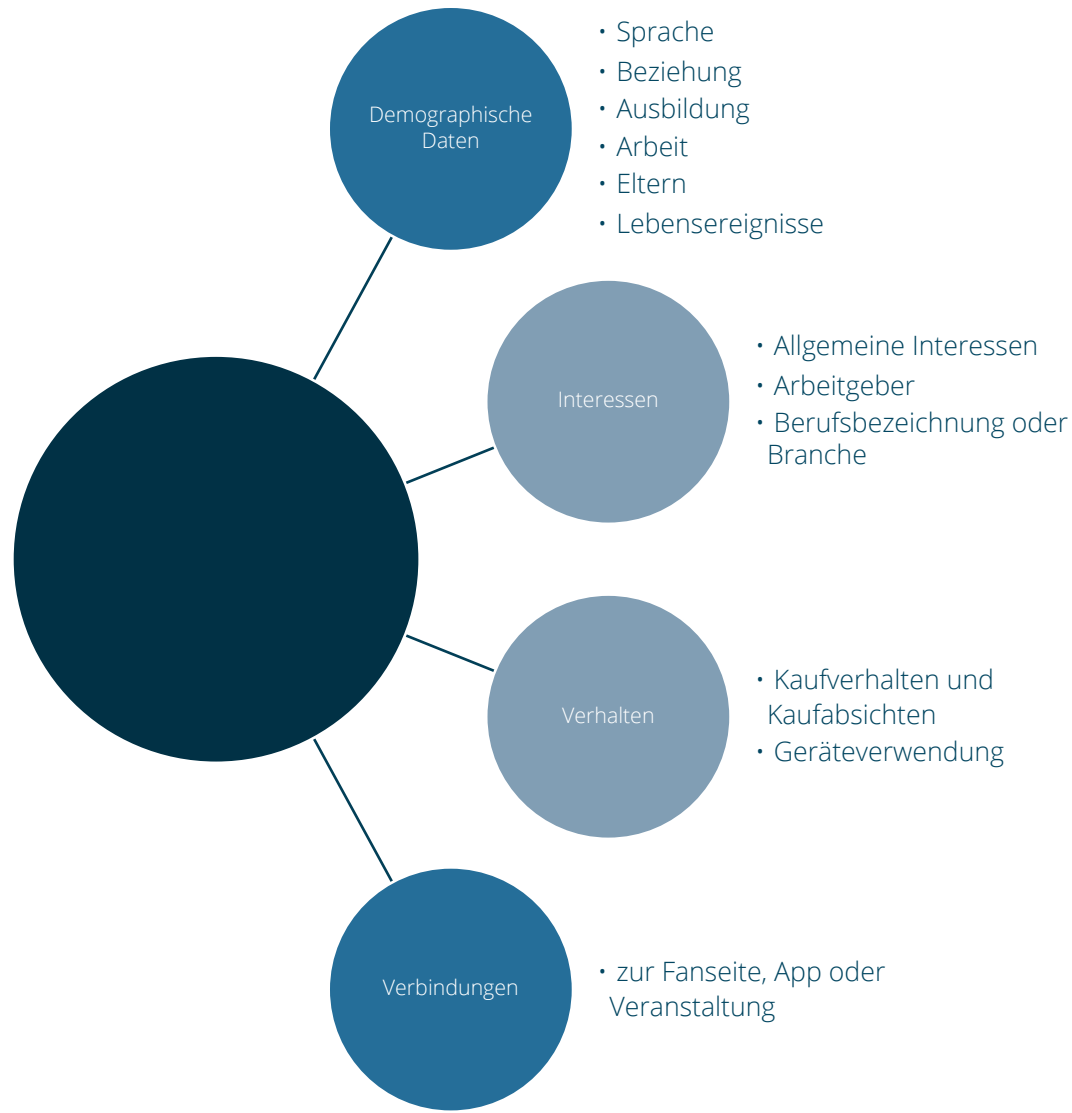 Demographische
Daten
· Sprache
· Beziehung
· Ausbildung
· Arbeit
· Eltern
· Lebensereignisse
Interessen
· Allgemeine Interessen
· Arbeitgeber
· Berufsbezeichnung oder
Branche
Verhalten
· Kaufverhalten und
Kaufabsichten
· Geräteverwendung
Verbindungen
· zur Fanseite, App oder
Veranstaltung